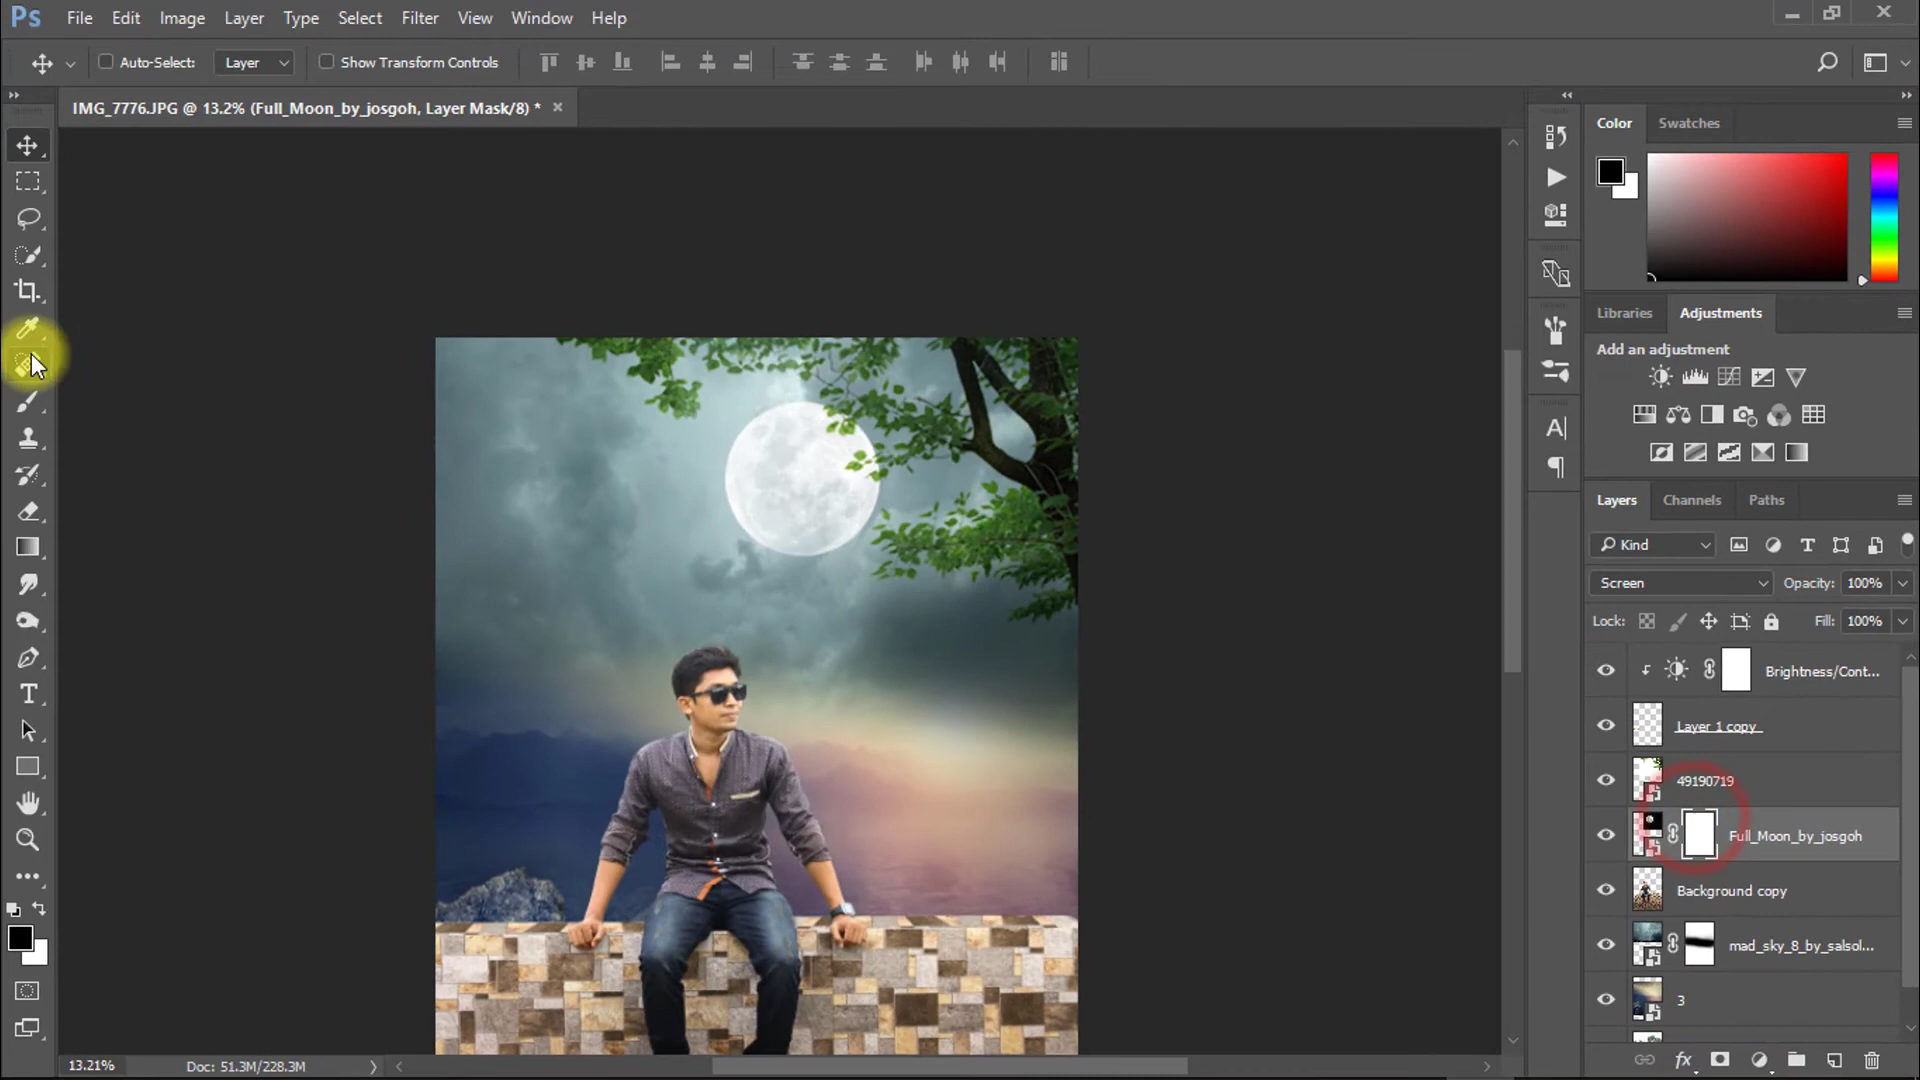 Ps File Edit Image Layer Type Select Filter View Window Help
Auto-Select: Layer Show Transform Controls
IMG_7776.JPG @ 13.2% (Full_Moon_by_josgoh, Layer Mask/8) * ×
Color Swatches
Libraries Adjustments
Add an adjustment
Layers Channels Paths
Kind
Screen Opacity: 100%
Lock: Fill: 100%
Brightness/Cont...
Layer 1 copy
49190719
Full_Moon_by_josgoh
Background copy
mad_sky_8_by_salsol...
3
13.21% Doc: 51.3M/228.3M